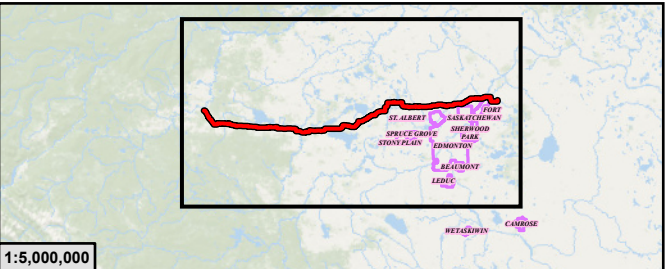 FORT
ST. ALBERT
SASKATCHEWAN
SHERWOOD
SPRUCE GROVE
PARK
STONY PLAIN
EDMONTON
BEAUMONT
LEDUC
CAMROSE
WETASKIWIN
1:5,000,000